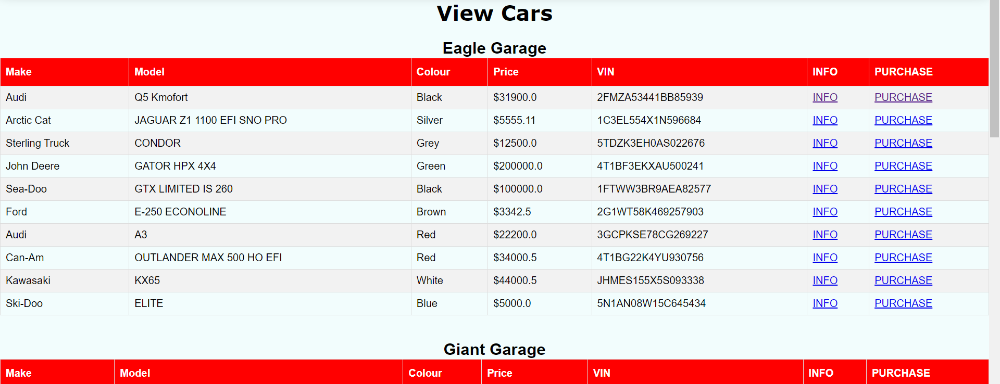 View Cars
Eagle Garage
Make Model Colour Price VIN INFO PURCHASE
Audi Q5 Kmofort Black $31900.0 2FMZA53441BB85939 INFO PURCHASE
Arctic Cat JAGUAR Z1 1100 EFI SNO PRO Silver $5555.11 1C3EL554X1N596684 INFO PURCHASE
Sterling Truck CONDOR Grey $12500.0 5TDZK3EH0AS022676 INFO PURCHASE
John Deere GATOR HPX 4X4 Green $200000.0 4T1BF3EKXAU500241 INFO PURCHASE
Sea-Doo GTX LIMITED IS 260 Black $100000.0 1FTWW3BR9AEA82577 INFO PURCHASE
Ford E-250 ECONOLINE Brown $3342.5 2G1WT58K469257903 INFO PURCHASE
Audi A3 Red $22200.0 3GCPKSE78CG269227 INFO PURCHASE
Can-Am OUTLANDER MAX 500 HO EFI Red $34000.5 4T1BG22K4YU930756 INFO PURCHASE
Kawasaki KX65 White $44000.5 JHMES155X5S093338 INFO PURCHASE
Ski-Doo ELITE Blue $5000.0 5N1AN08W15C645434 INFO PURCHASE
Giant Garage
Make Model Colour Price VIN INFO PURCHASE